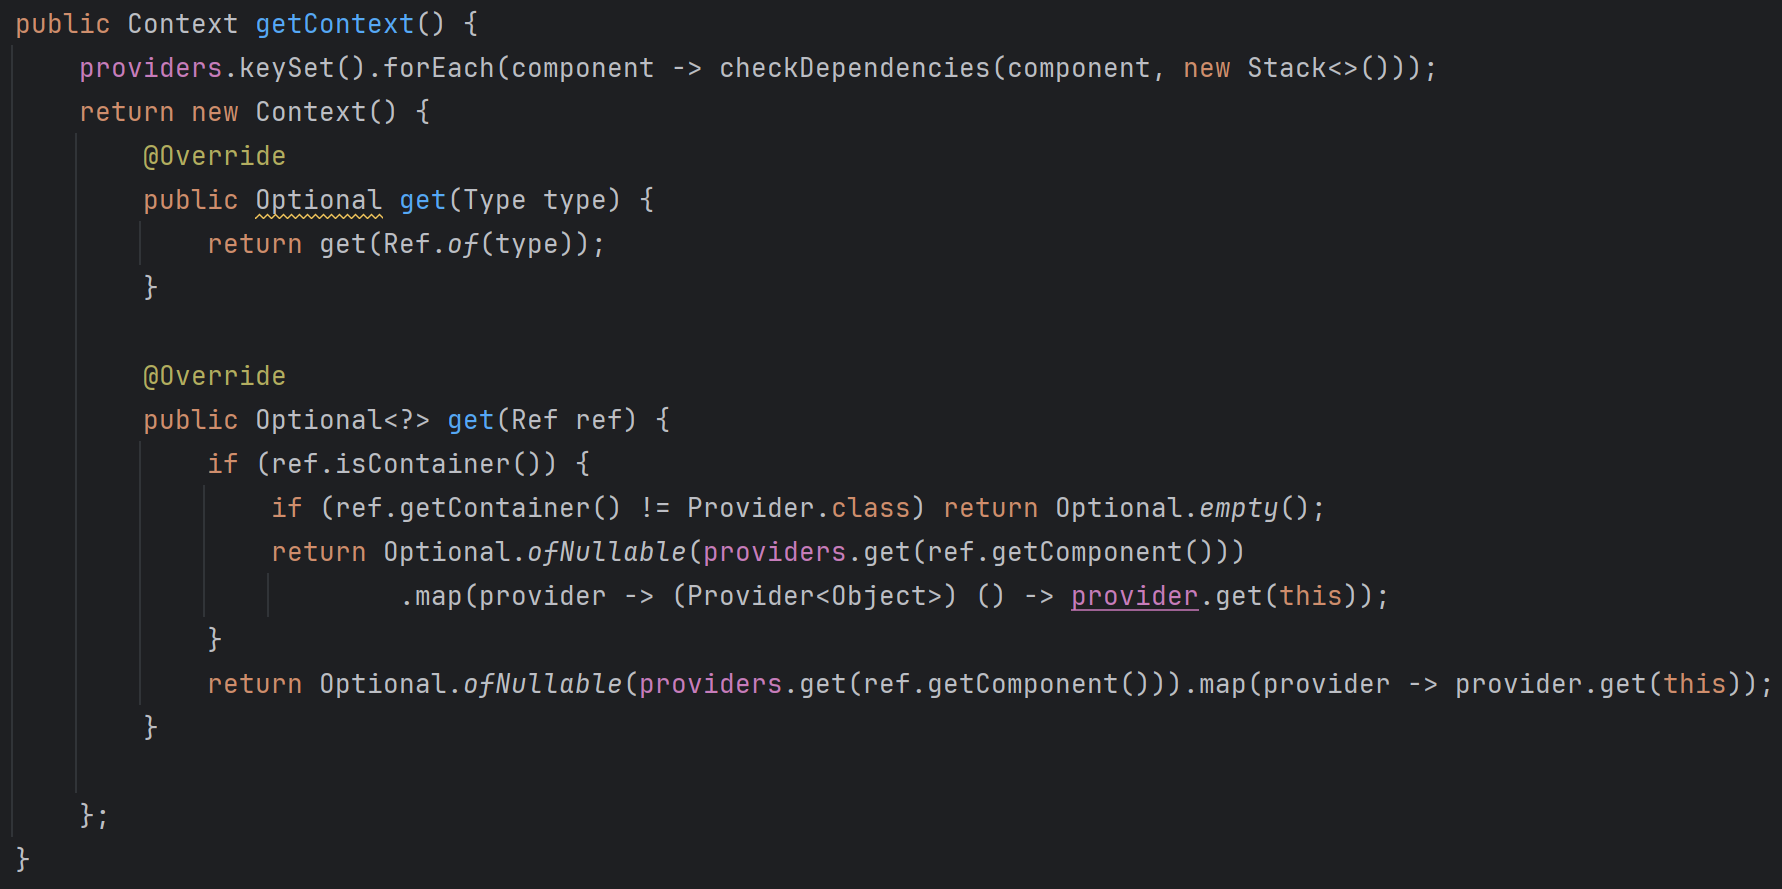 public Context getContext() {
    providers.keySet().forEach(component -> checkDependencies(component, new Stack<>()));
    return new Context() {
        @Override
        public Optional get(Type type) {
            return get(Ref.of(type));
        }

        @Override
        public Optional<?> get(Ref ref) {
            if (ref.isContainer()) {
                if (ref.getContainer() != Provider.class) return Optional.empty();
                return Optional.ofNullable(providers.get(ref.getComponent()))
                        .map(provider -> (Provider<Object>) () -> provider.get(this));
            }
            return Optional.ofNullable(providers.get(ref.getComponent())).map(provider -> provider.get(this));
        }

    };
}